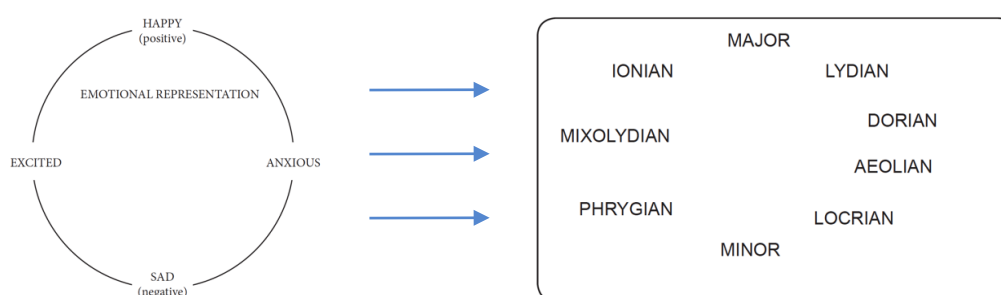 HAPPY
(positive)
EMOTIONAL REPRESENTATION
EXCITED
ANXIOUS
SAD
(negative)
MAJOR
IONIAN
LYDIAN
DORIAN
MIXOLYDIAN
AEOLIAN
PHRYGIAN
LOCRIAN
MINOR